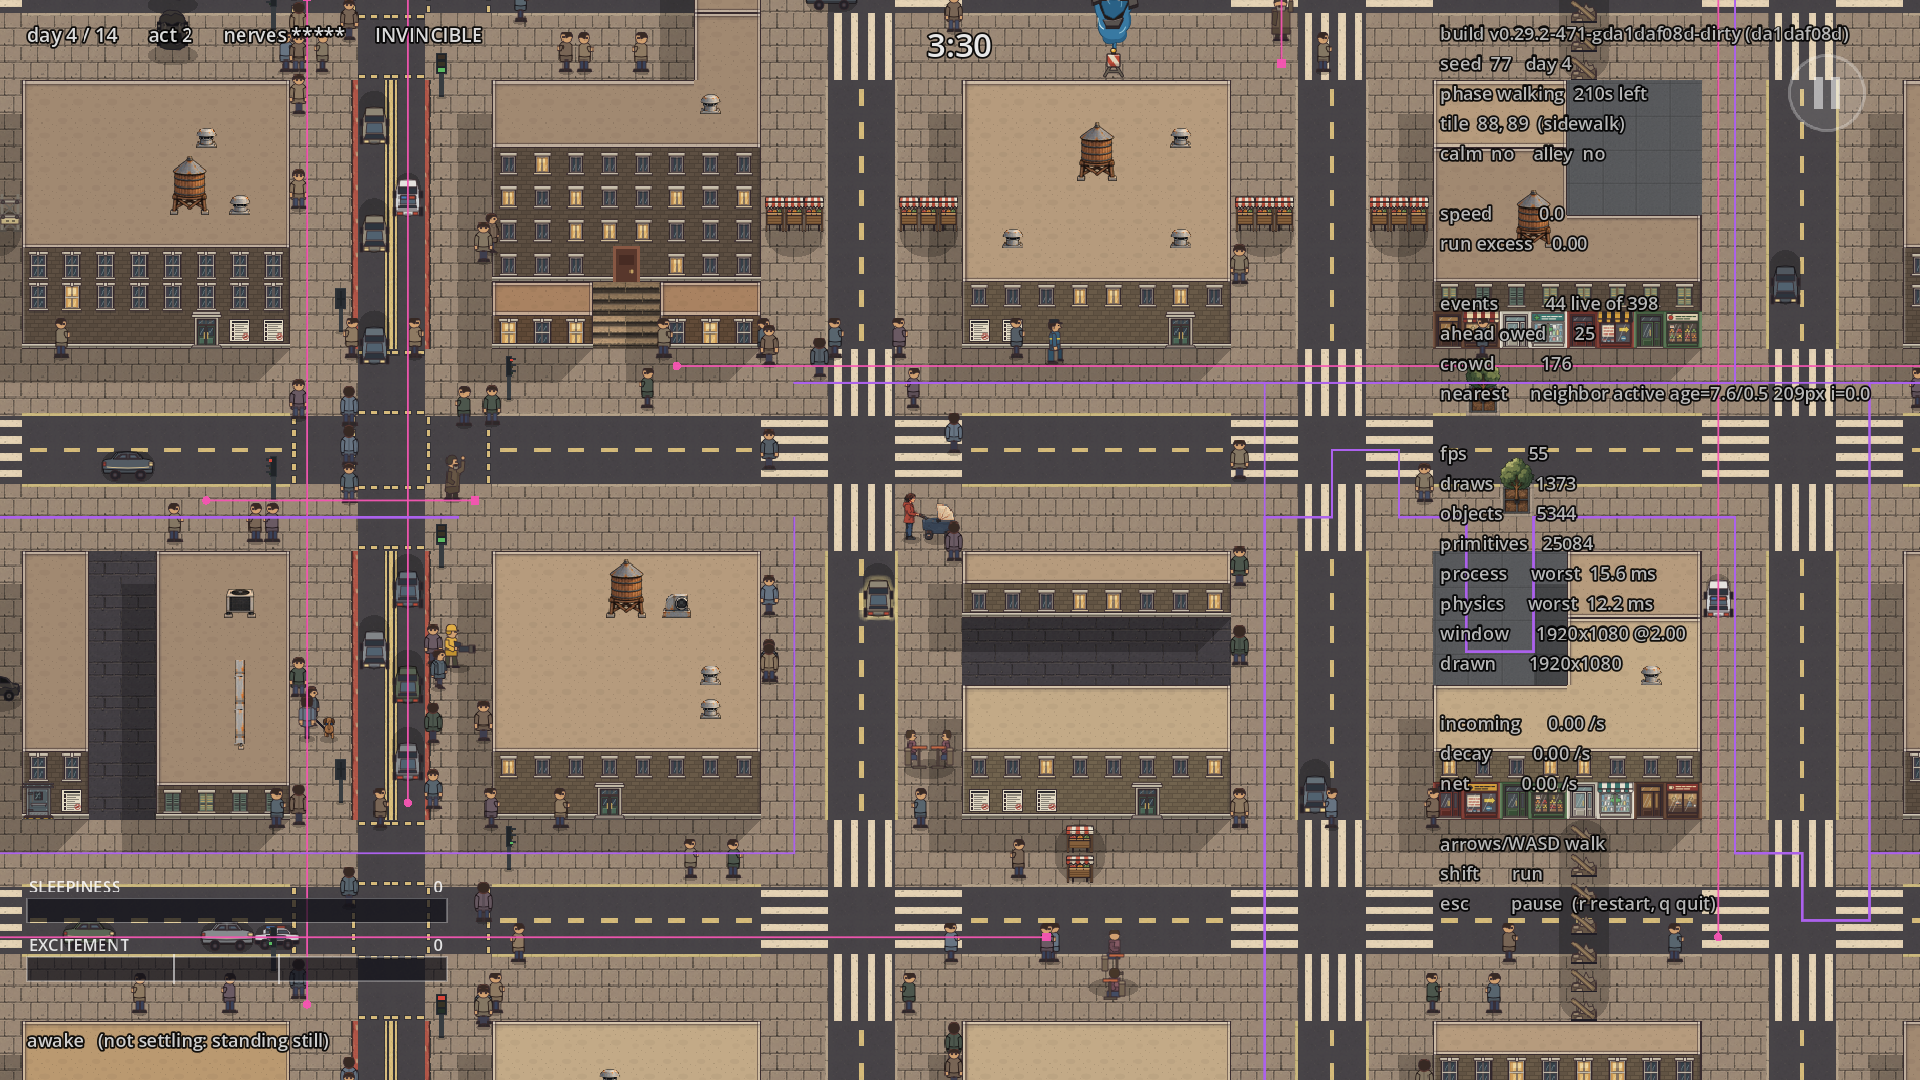 day 4 / 14 act 2 nerves ***** INVINCIBLE
3:30
build v0.29.2-471-gda1daf08d-dirty (da1daf08d)
seed 77 day 4
phase walking 210s left
tile 88, 89 (sidewalk)
calm no alley no
speed 0.0
run excess 0.00
events 44 live of 398
ahead owed 25
crowd 176
nearest neighbor active age=7.6/0.5 209px i=0.0
fps 55
draws 1373
objects 5344
primitives 25084
process worst 15.6 ms
physics worst 12.2 ms
window 1920x1080 @2.00
drawn 1920x1080
incoming 0.00 /s
decay 0.00 /s
net 0.00 /s
arrows/WASD walk
shift run
esc pause (r restart, q quit)
SLEEPINESS 0
EXCITEMENT 0
awake (not settling: standing still)